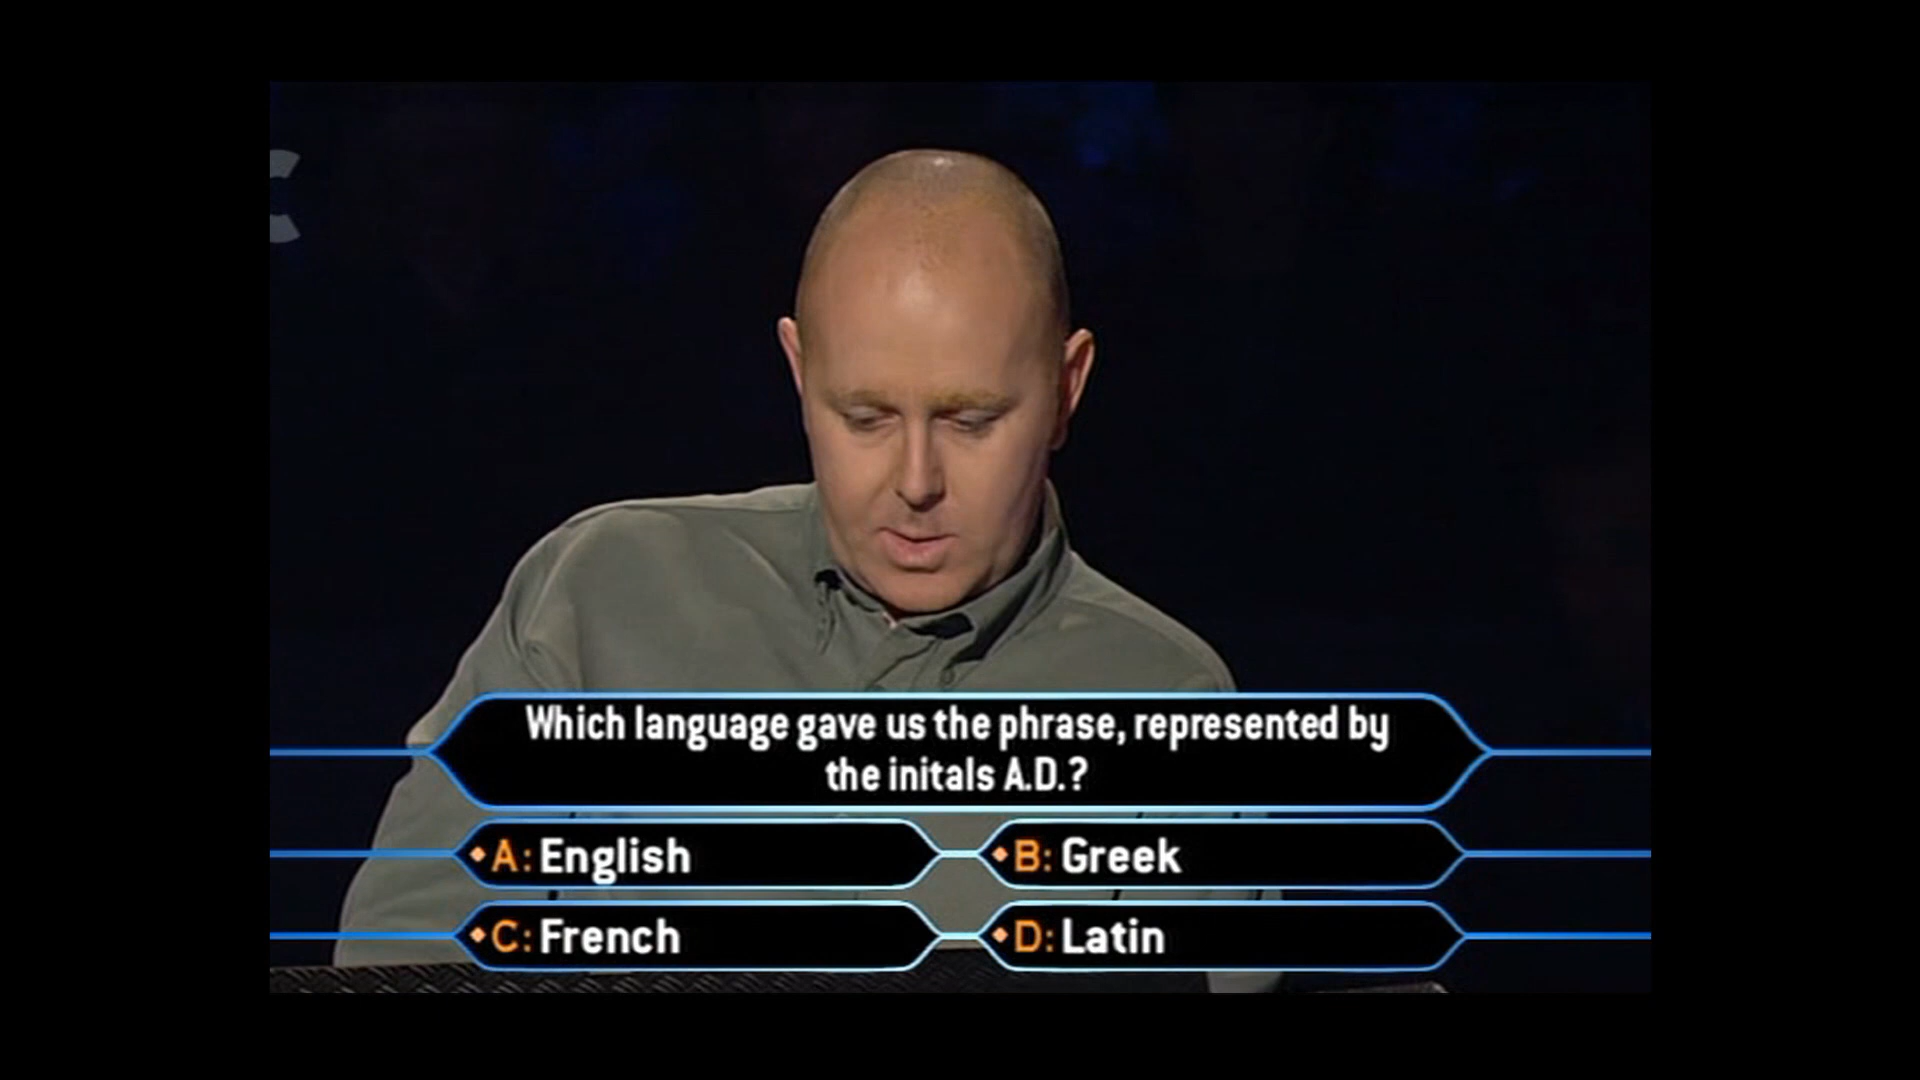 Which language gave us the phrase, represented by
the initals A.D.?
A: English
B: Greek
C: French
D: Latin